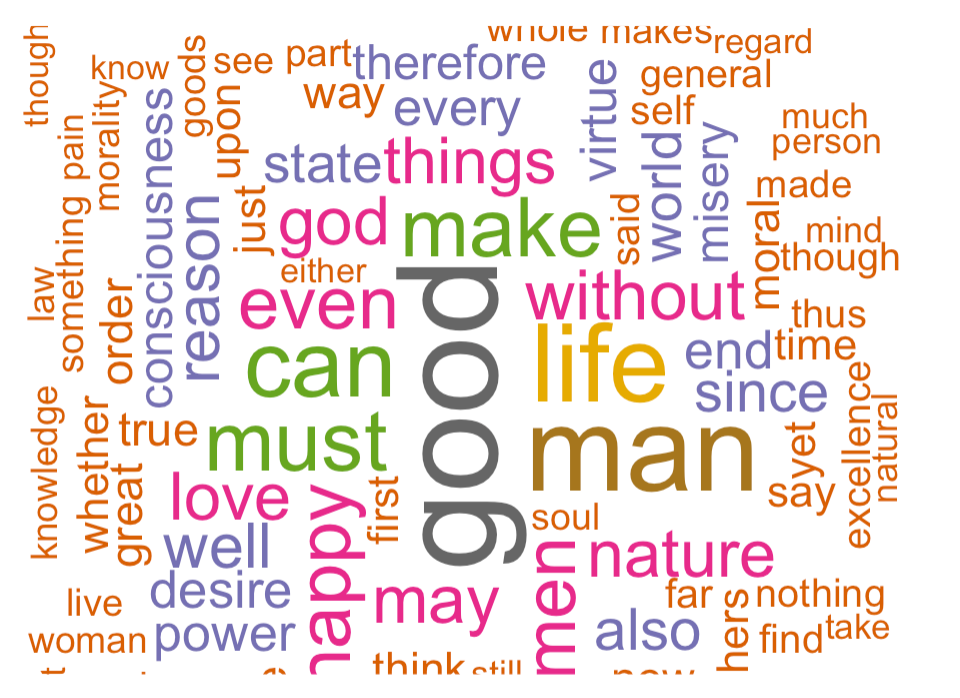 whole makes regard
though know goods see part therefore
way every virtue general self
much person
pain morality consciousness upon state things
world misery made
something just god make said moral mind though
reason either
law order even without thus
can good life end time since
knowledge whether true must man yet excellence natural
great love happy first say
well soul men nature
desire may far nothing
live woman power also find take
think still